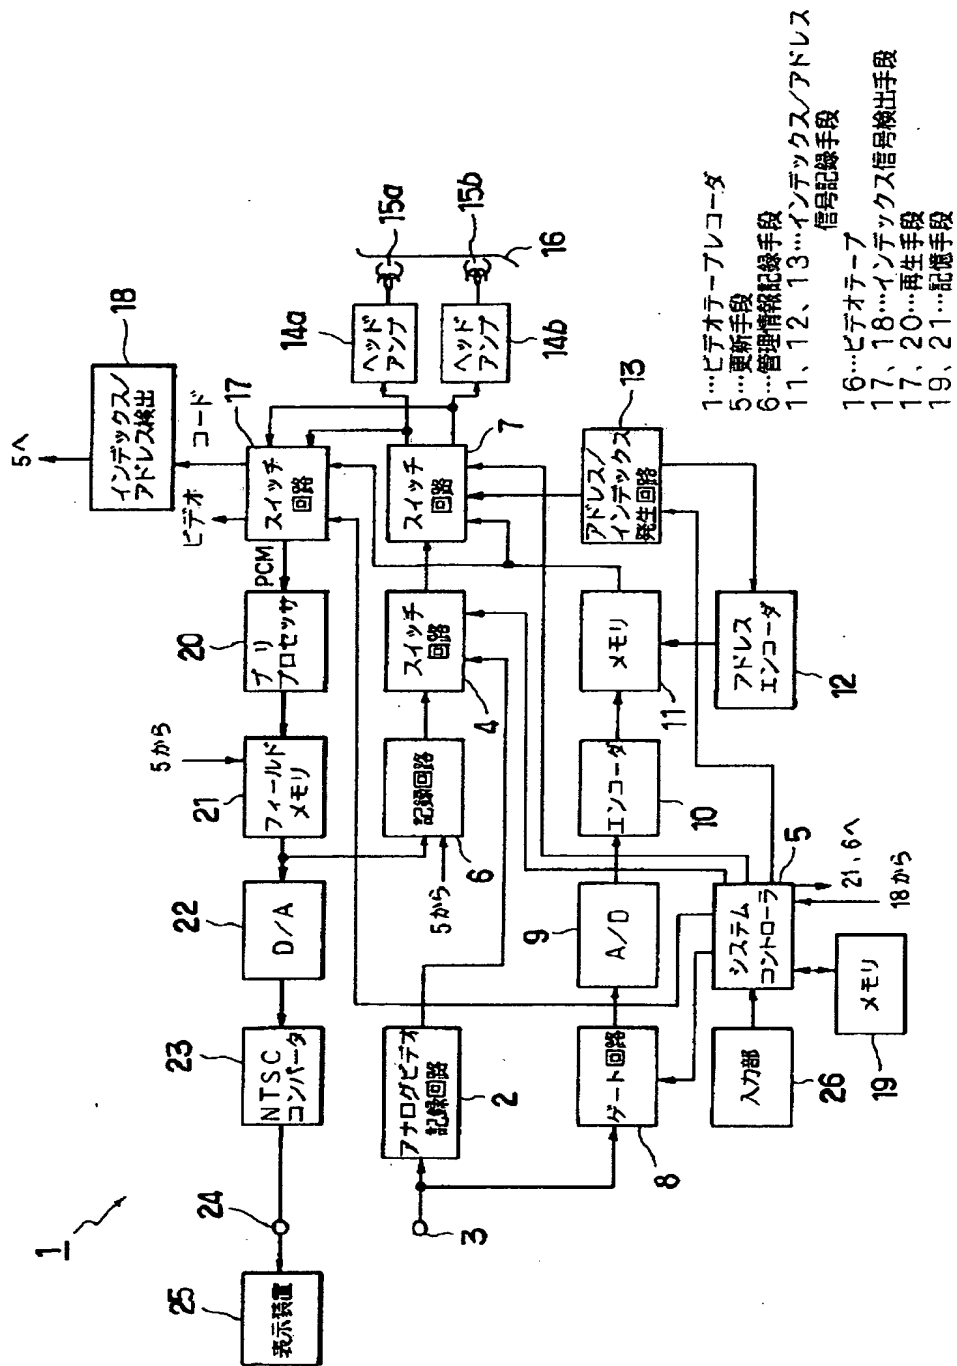 1
5へ
18
インデックス/
アドレス検出
25
24
23
22
21
5から
20
ビデオ
コード
17
PCM
表示装置
NTSC
コンバータ
D/A
フィールド
メモリ
プリ
プロセッサ
スイッチ
回路
14a
ヘッド
アンプ
15a
3
アナログビデオ
記録回路
2
5から
記録回路
6
スイッチ
回路
4
スイッチ
回路
7
ヘッド
アンプ
14b
15b
16
9
ゲート回路
8
A/D
エンコーダ
10
メモリ
11
アドレス/
インデックス
発生回路
13
入力部
26
システム
コントローラ
5
21、6へ
18から
アドレス
エンコーダ
12
メモリ
19
1…ビデオテープレコーダ
5…更新手段
6…管理情報記録手段
11、12、13…インデックス/アドレス
信号記録手段
16…ビデオテープ
17、18…インデックス信号検出手段
17、20…再生手段
19、21…記憶手段